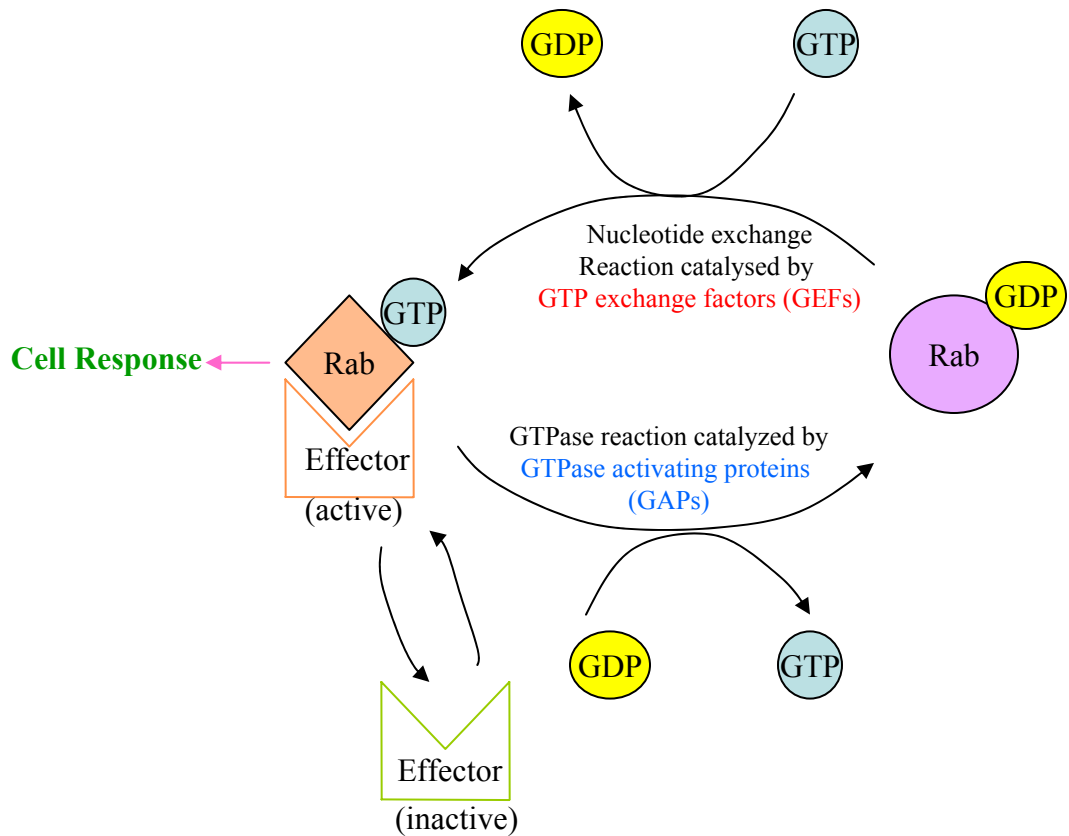 GDP
GTP
Nucleotide exchange
Reaction catalysed by
GTP exchange factors (GEFs)
GTP
GDP
Cell Response
Rab
Rab
GTPase reaction catalyzed by
GTPase activating proteins
(GAPs)
Effector
(active)
GDP
GTP
Effector
(inactive)